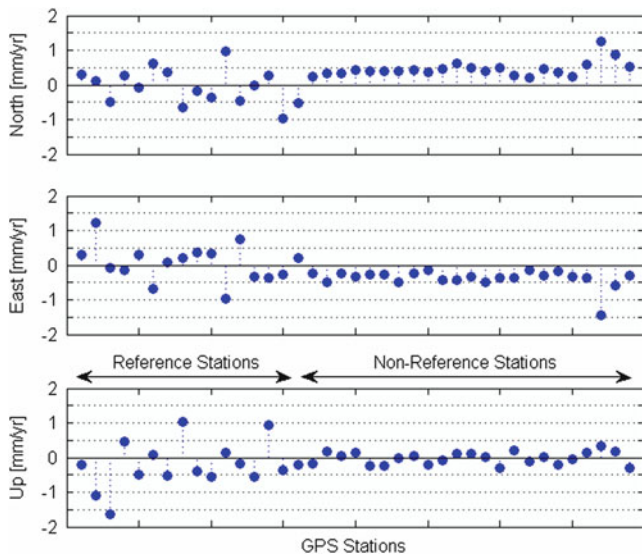 2
1
0
-1
-2
North [mm/yr]
2
1
0
-1
-2
East [mm/yr]
Reference Stations
Non-Reference Stations
2
1
0
-1
-2
Up [mm/yr]
GPS Stations